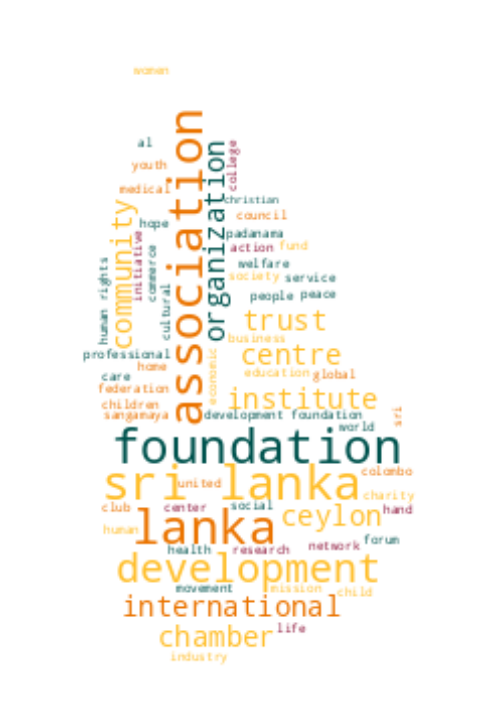 women
association
al
organization
college
youth
medical
christian
community
council
hope
initiative
padanama
commerce
action
fund
human rights
welfare
cultural
society
service
people
peace
trust
business
professional
centre
economic
home
education
global
care
federation
institute
children
sangamaya
development foundation
sri
world
foundation
sri lanka
colombo
united
charity
club
center
social
hand
ceylon
lanka
human
forum
network
health
research
development
movement
mission
child
international
life
chamber
industry